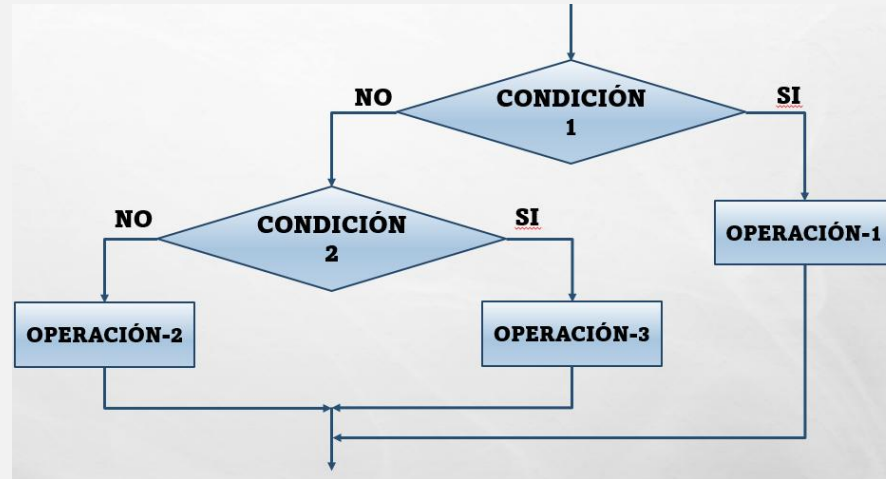 NO
CONDICIÓN
1
SI
NO
CONDICIÓN
2
SI
OPERACIÓN-1
OPERACIÓN-2
OPERACIÓN-3